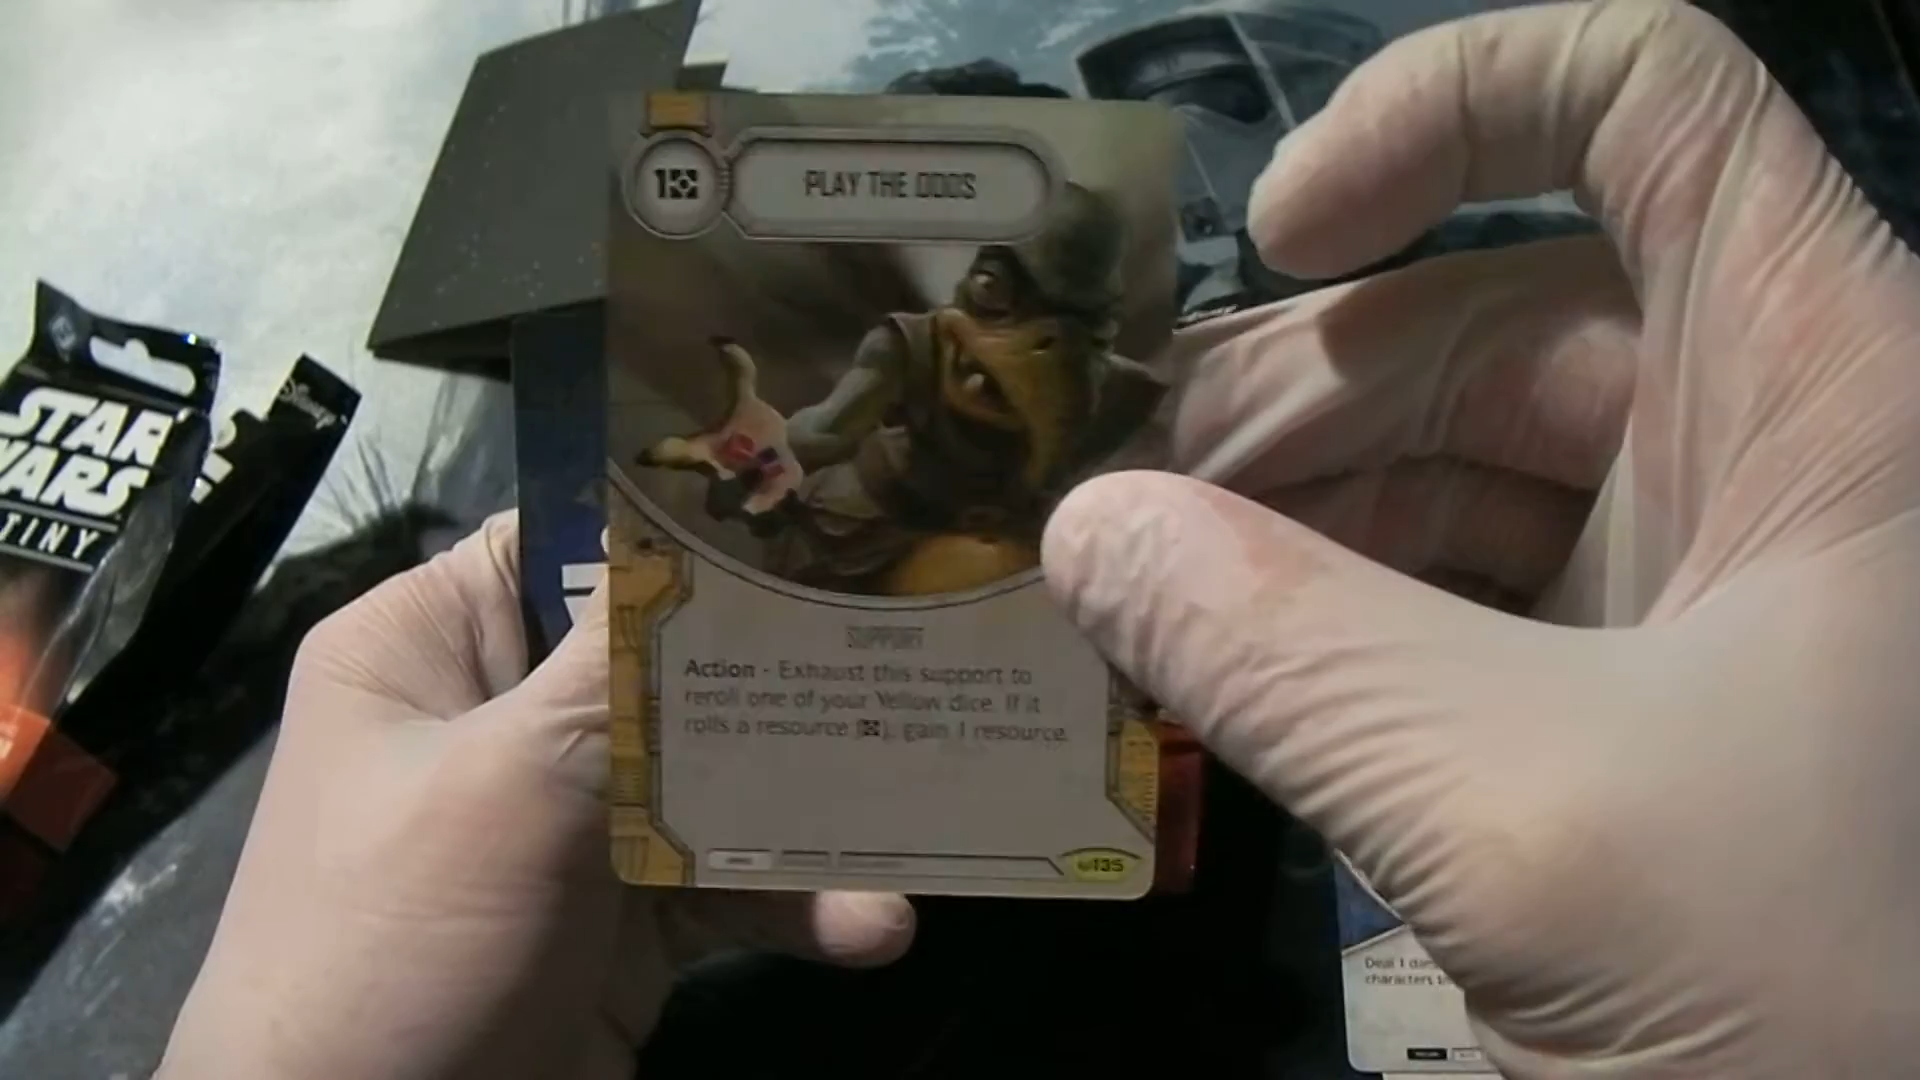 1
PLAY THE ODDS
SUPPORT
Action - Exhaust this support to
reroll one of your Yellow dice. If it
rolls a resource ( ), gain 1 resource.
135
STAR
WARS
TINY
Disney
Deal 1
characters